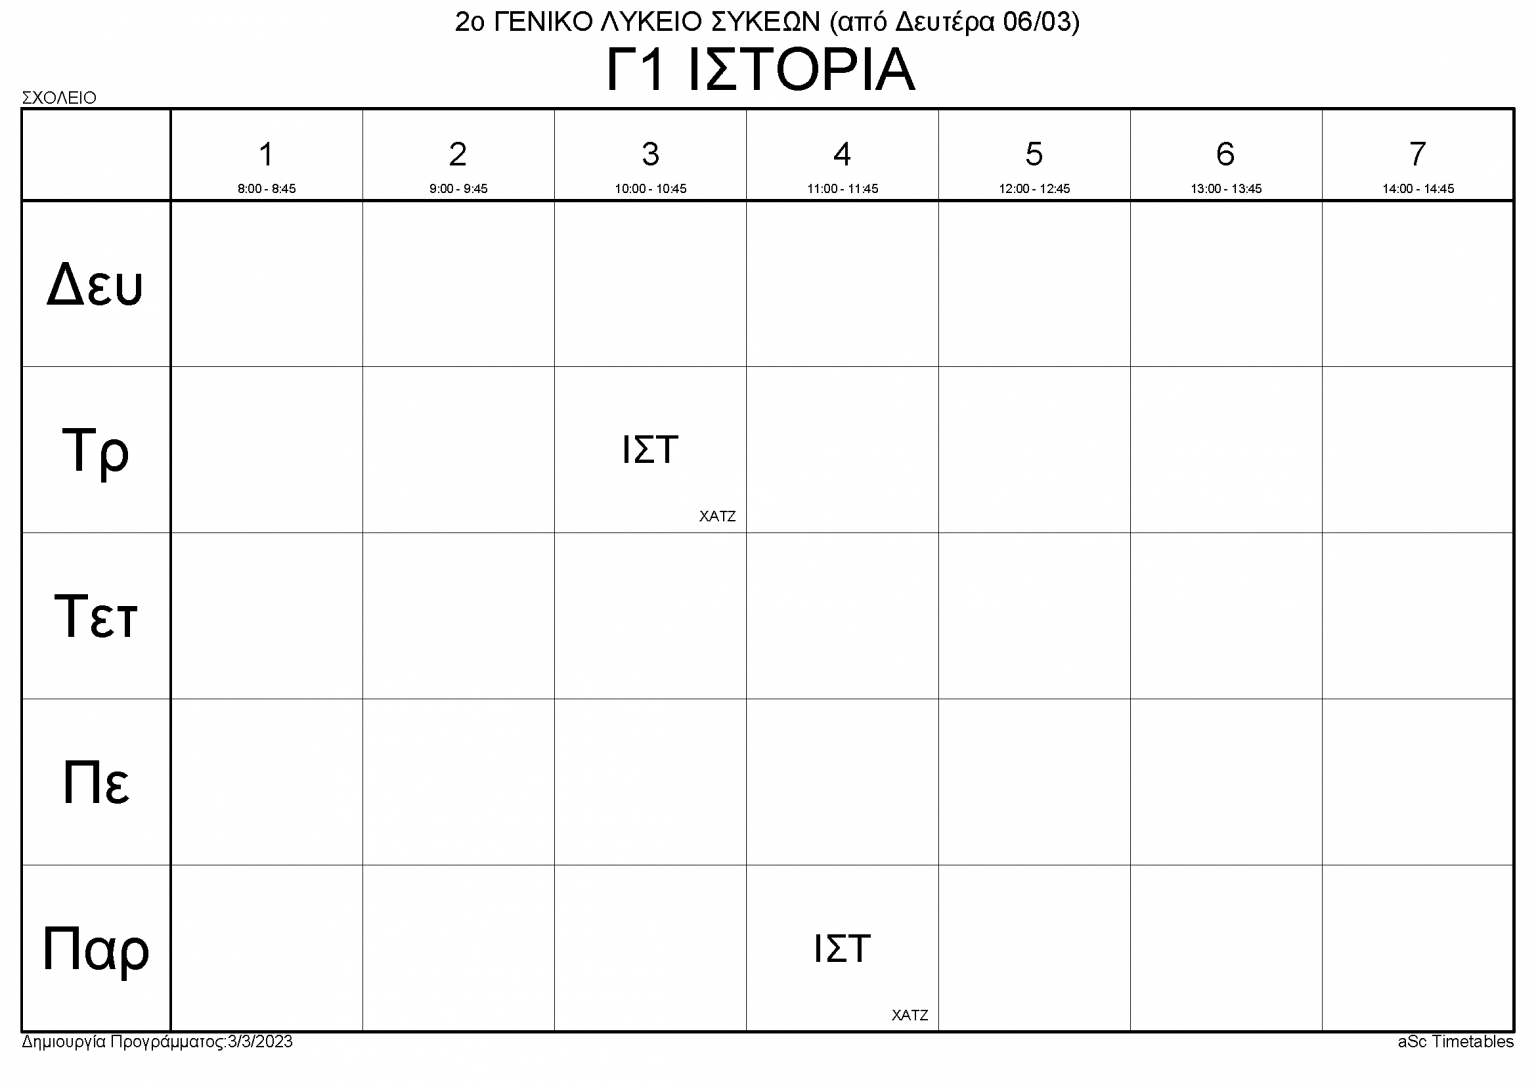 2ο ΓΕΝΙΚΟ ΛΥΚΕΙΟ ΣΥΚΕΩΝ (από Δευτέρα 06/03)
Γ1 ΙΣΤΟΡΙΑ
ΣΧΟΛΕΙΟ
1 2 3 4 5 6 7
8:00 - 8:45 9:00 - 9:45 10:00 - 10:45 11:00 - 11:45 12:00 - 12:45 13:00 - 13:45 14:00 - 14:45
Δευ
Τρ ΙΣΤ
ΧΑΤΖ
Τετ
Πε
Παρ ΙΣΤ
ΧΑΤΖ
Δημιουργία Προγράμματος:3/3/2023 aSc Timetables